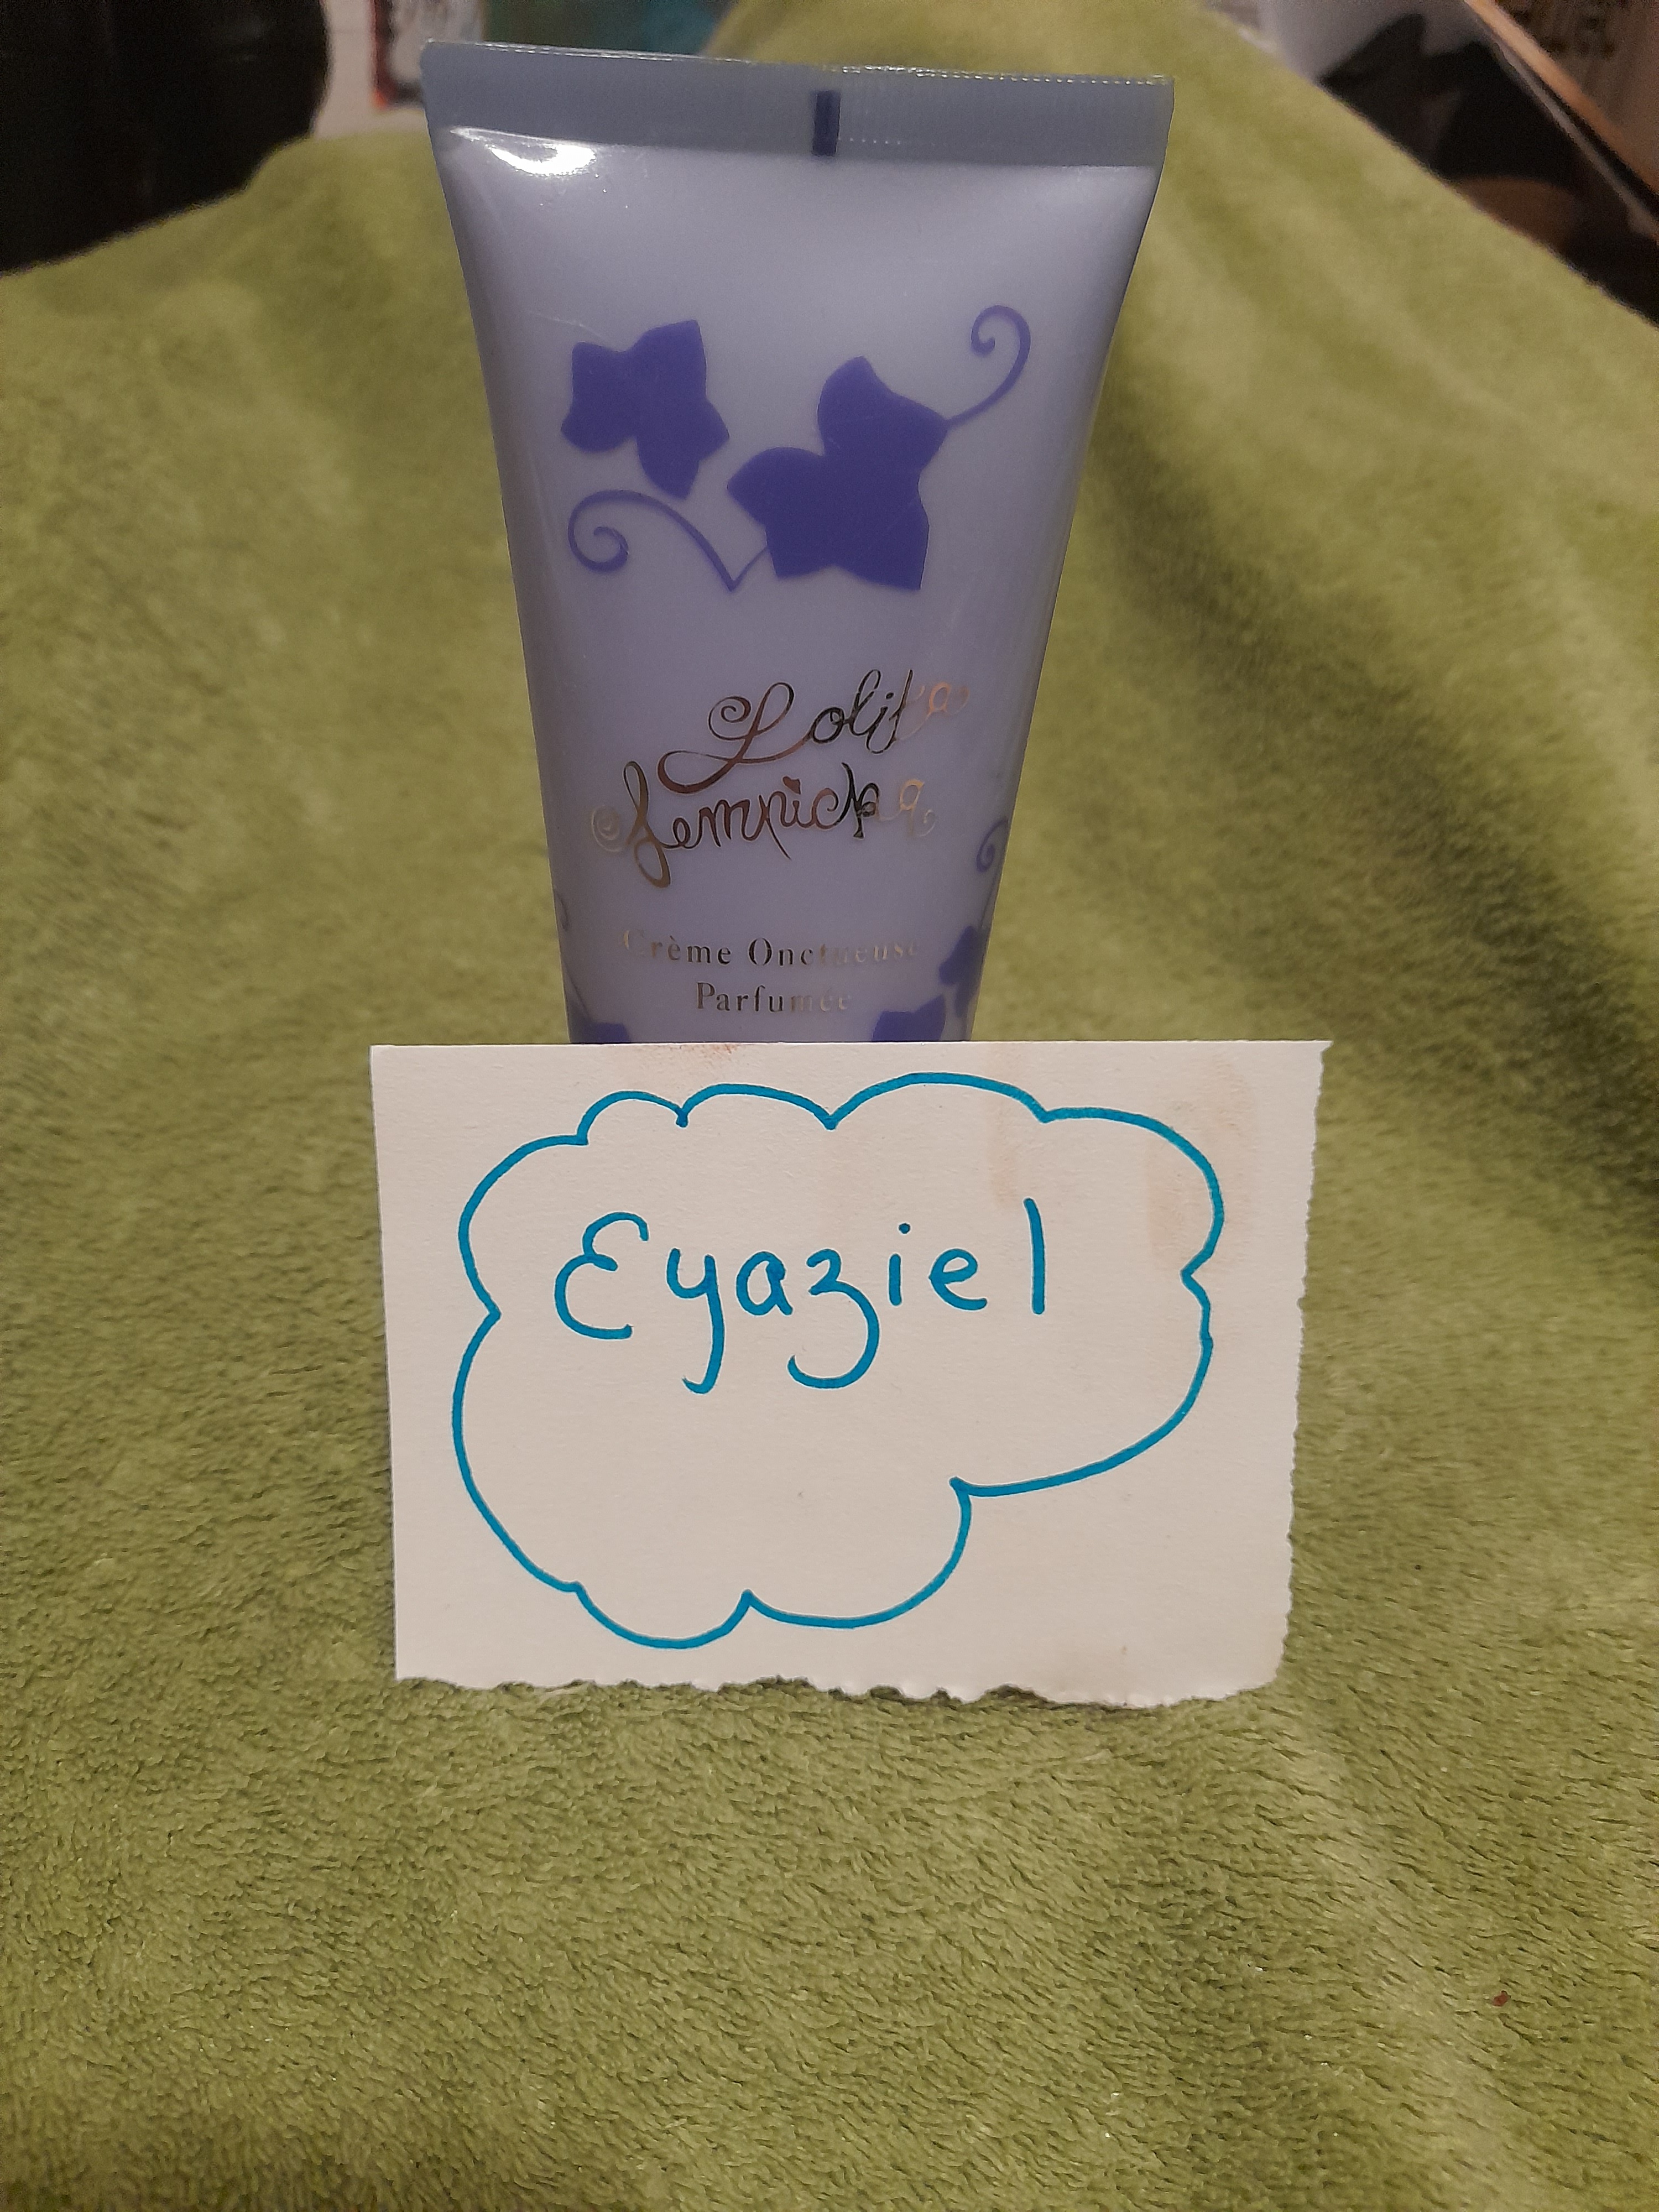 Lolita
Lempicka
Crème Onctueuse
Parfumée
Eyaziel